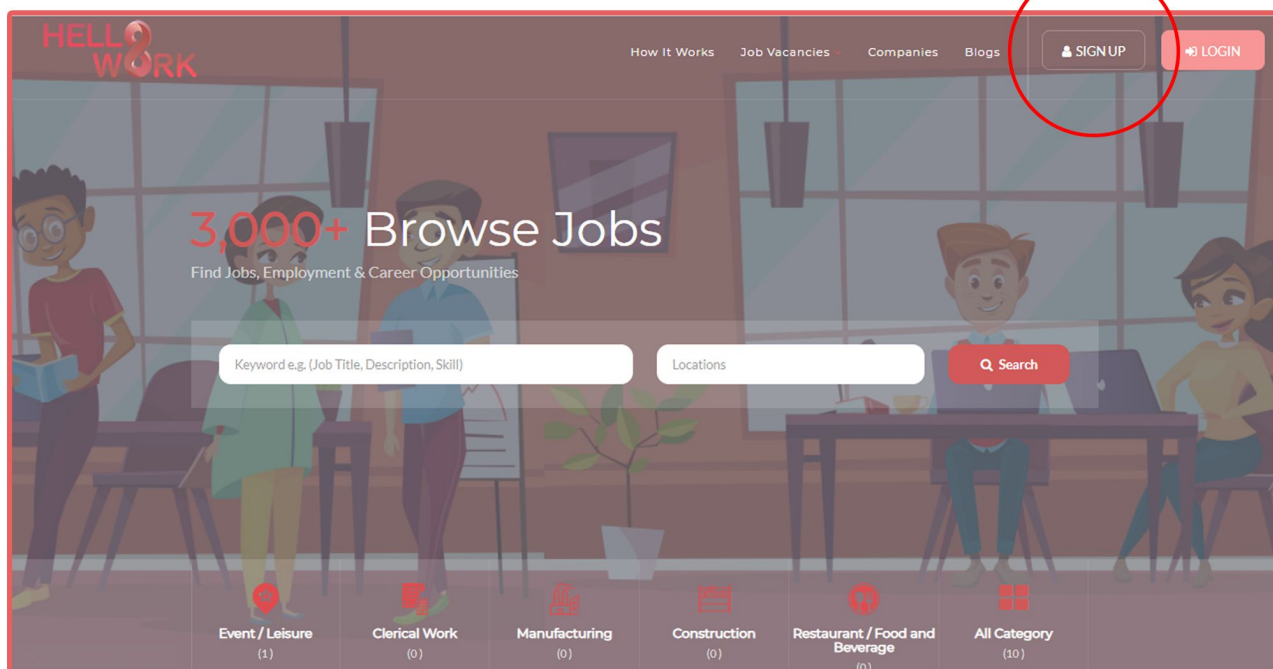 HELLO
WORK
How It Works Job Vacancies Companies Blogs SIGN UP LOGIN
3,000+ Browse Jobs
Find Jobs, Employment & Career Opportunities
Keyword e.g. (Job Title, Description, Skill) Locations Search
Event / Leisure Clerical Work Manufacturing Construction Restaurant / Food and All Category
Beverage
(1) (0) (0) (0) (10)
(0)